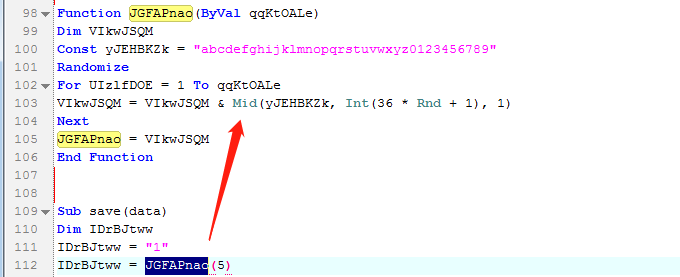 98 Function JGFAPnao(ByVal qqKtOALe)
99 Dim VIkwJSQM
100 Const yJEHBKZk = "abcdefghijklmnopqrstuvwxyz0123456789"
101 Randomize
102 For UIzlfDOE = 1 To qqKtOALe
103 VIkwJSQM = VIkwJSQM & Mid(yJEHBKZk, Int(36 * Rnd + 1), 1)
104 Next
105 JGFAPnao = VIkwJSQM
106 End Function
107
108
109 Sub save(data)
110 Dim IDrBJtww
111 IDrBJtww = "1"
112 IDrBJtww = JGFAPnao(5)